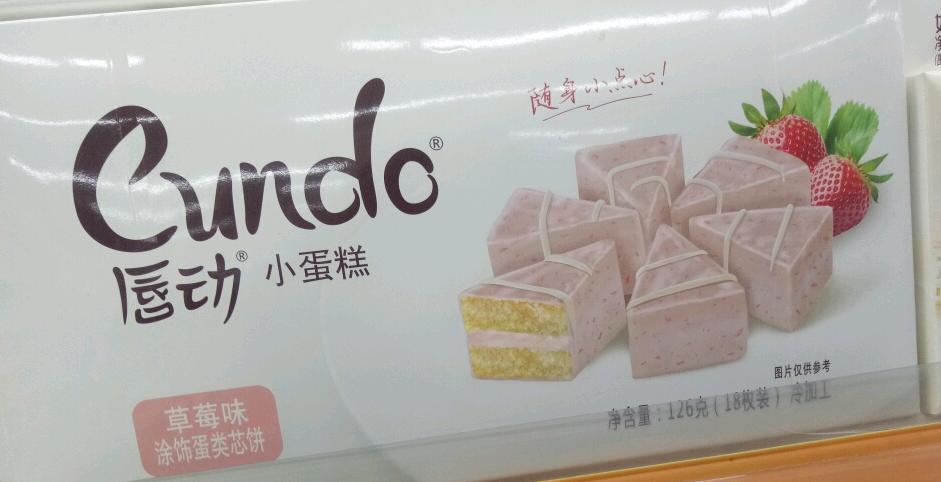 随身小点心!
Cundo®
唇动® 小蛋糕
草莓味
涂饰蛋类芯饼
图片仅供参考
净含量：126克（18枚装） 冷加工